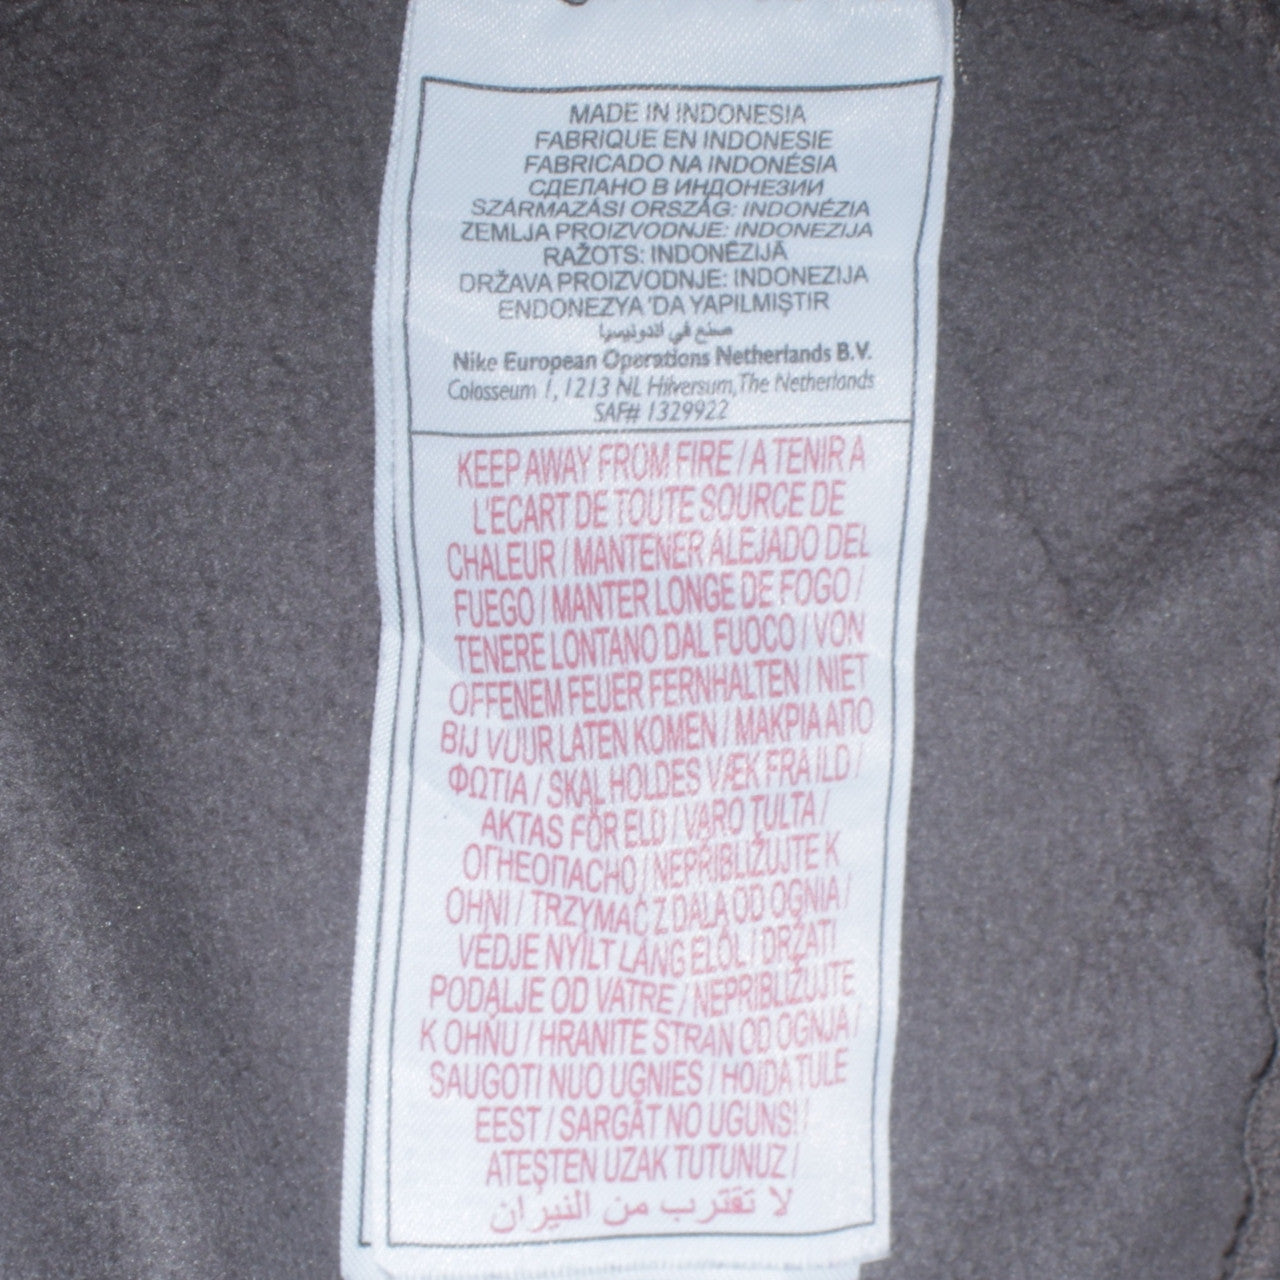 MADE IN INDONESIA
FABRIQUE EN INDONESIE
FABRICADO NA INDONÉSIA
СДЕЛАНО В ИНДОНЕЗИИ
SZÁRMAZÁSI ORSZÁG: INDONÉZIA
ZEMLJA PROIZVODNJE: INDONEZIJA
RAŽOTS: INDONĒZIJĀ
DRŽAVA PROIZVODNJE: INDONEZIJA
ENDONEZYA 'DA YAPILMIŞTIR
صنع في اندونيسيا
Nike European Operations Netherlands B.V.
Colosseum 1, 1213 NL Hilversum, The Netherlands
SAF# 1329922
KEEP AWAY FROM FIRE / A TENIR A
L'ECART DE TOUTE SOURCE DE
CHALEUR / MANTENER ALEJADO DEL
FUEGO / MANTER LONGE DE FOGO /
TENERE LONTANO DAL FUOCO / VON
OFFENEM FEUER FERNHALTEN / NIET
BIJ VUUR LATEN KOMEN / ΜΑΚΡΙΑ ΑΠΟ
ΦΩΤΙΑ / SKAL HOLDES VÆK FRA ILD /
AKTAS FÖR ELD / VARO TULTA /
ОГНЕОПАСНО / NEPŘIBLIŽUJTE K
OHNI / TRZYMAĆ Z DALA OD OGNIA /
VÉDJE NYÍLT LÁNG ELŐL / DRŽATI
PODALJE OD VATRE / NEPRIBLIŽUJTE
K OHŇU / HRANITE STRAN OD OGNJA /
SAUGOTI NUO UGNIES / HOIDA TULE
EEST / SARGĀT NO UGUNS! /
ATEŞTEN UZAK TUTUNUZ /
لا تقترب من النيران